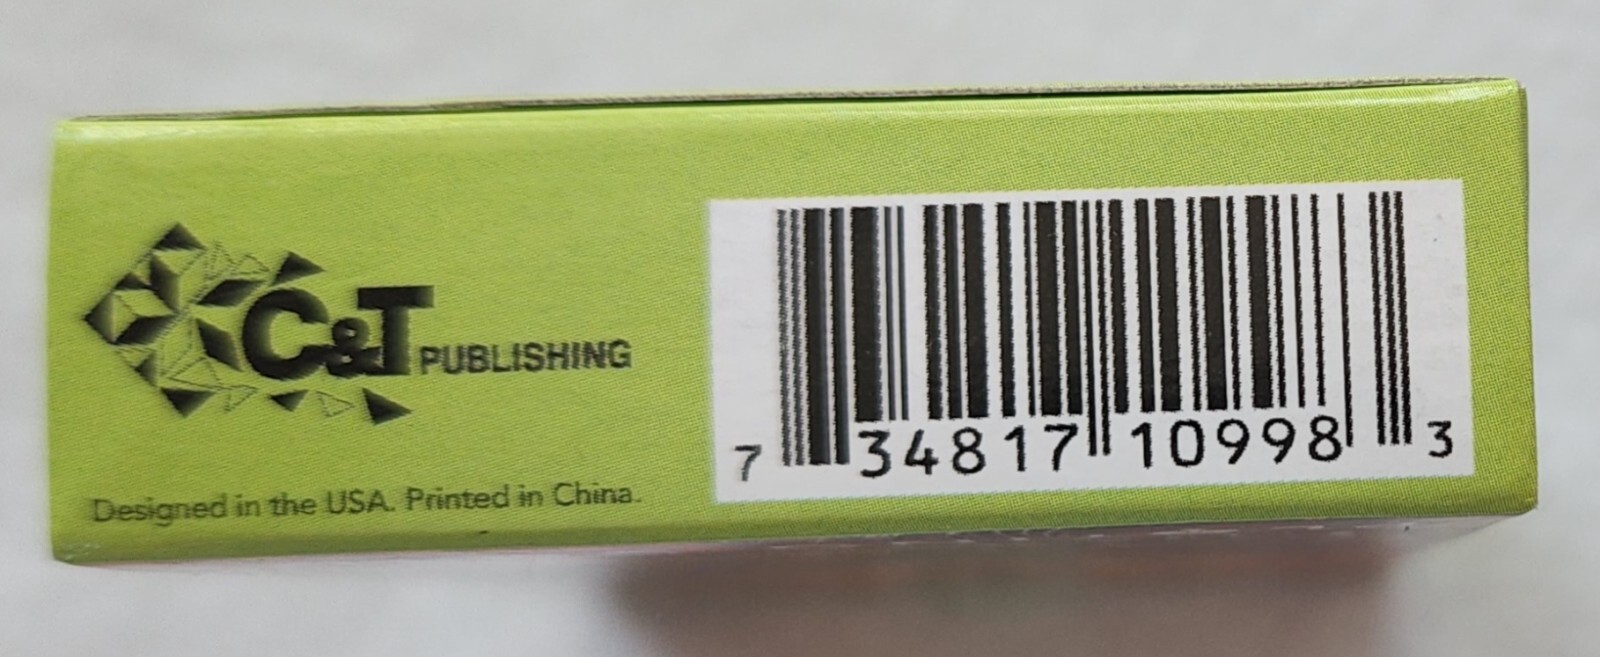 C&T PUBLISHING
Designed in the USA. Printed in China.
7 34817 10998 3